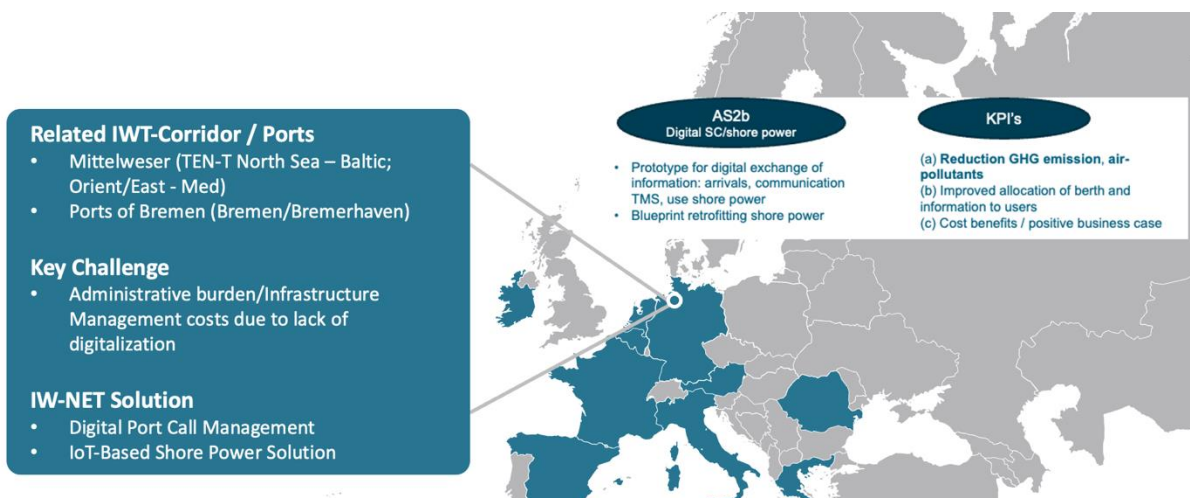 Related IWT-Corridor / Ports
• Mittelweser (TEN-T North Sea – Baltic;
Orient/East - Med)
• Ports of Bremen (Bremen/Bremerhaven)
Key Challenge
• Administrative burden/Infrastructure
Management costs due to lack of
digitalization
IW-NET Solution
• Digital Port Call Management
• IoT-Based Shore Power Solution
AS2b
Digital SC/shore power
• Prototype for digital exchange of
information: arrivals, communication
TMS, use shore power
• Blueprint retrofitting shore power
KPI's
(a) Reduction GHG emission, air-
pollutants
(b) Improved allocation of berth and
information to users
(c) Cost benefits / positive business case